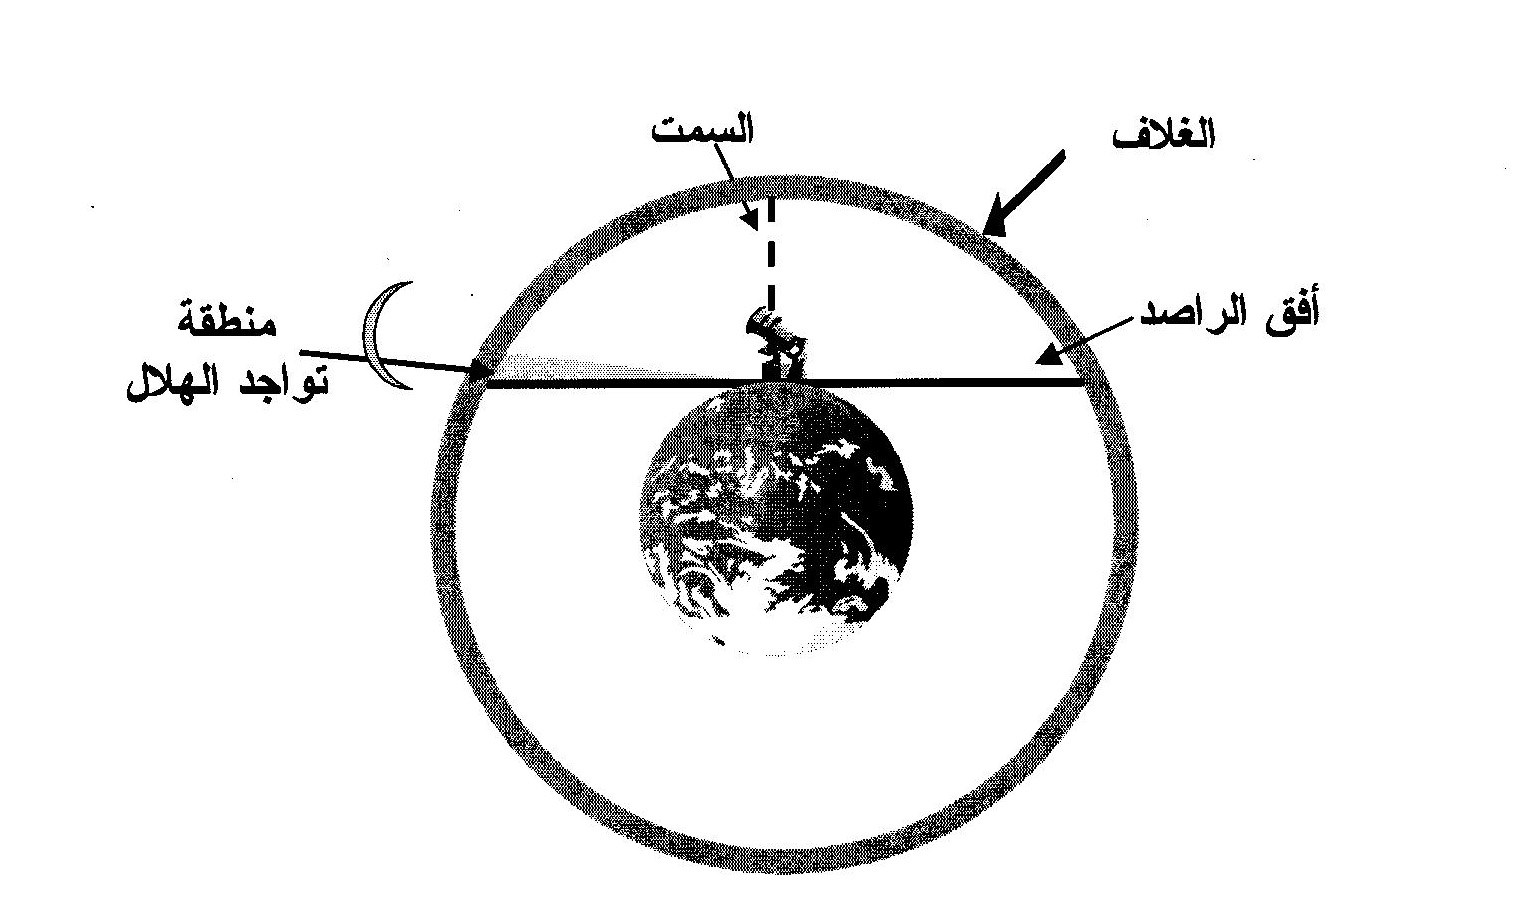 السمت
الغلاف
أفق الراصد
منطقة
تواجد الهلال